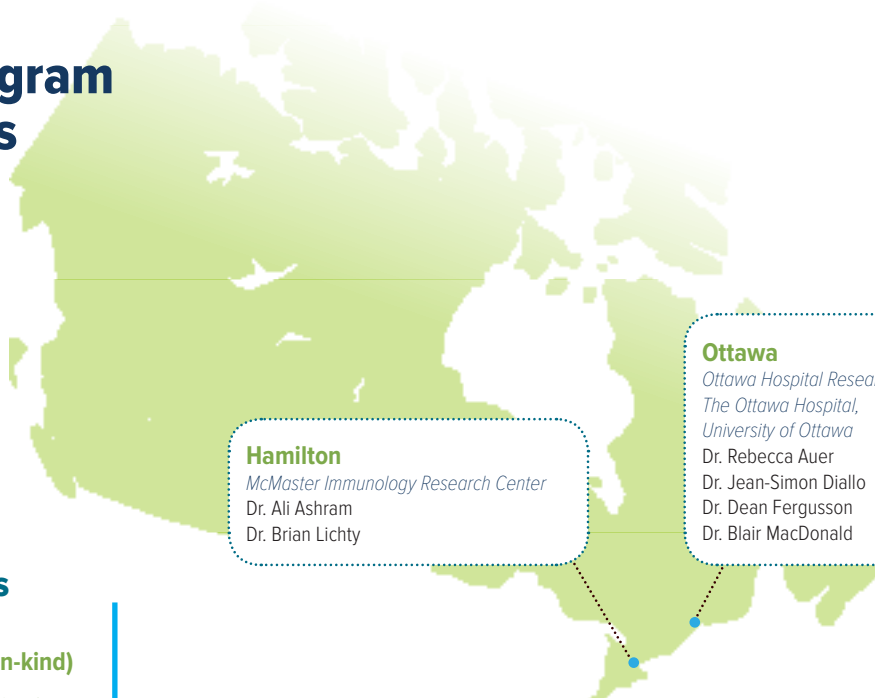 gram
s
Ottawa
Ottawa Hospital Resear
The Ottawa Hospital,
University of Ottawa
Dr. Rebecca Auer
Dr. Jean-Simon Diallo
Dr. Dean Fergusson
Dr. Blair MacDonald
Hamilton
McMaster Immunology Research Center
Dr. Ali Ashram
Dr. Brian Lichty
s
n-kind)